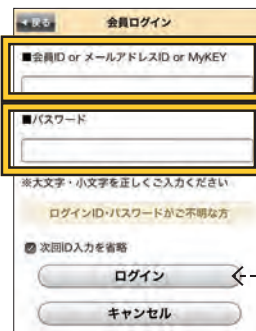 戻る
会員ログイン
■会員ID or メールアドレスID or MyKEY
■パスワード
※大文字・小文字を正しくご入力ください
ログインID・パスワードがご不明な方
次回ID入力を省略
ログイン
キャンセル